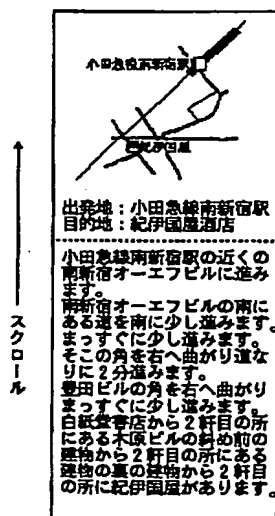 小田急線南新宿駅
紀伊国屋
出発地：小田急線南新宿駅
目的地：紀伊国屋酒店
小田急線南新宿駅の近くの
南新宿オーエフビルに進み
ます。
南新宿オーエフビルの南に
ある道を南に少し進みます。
まっすぐに少し進みます。
そこの角を右へ曲がり道な
りに２分進みます。
豊田ビルの角を右へ曲がり
まっすぐに少し進みます。
白紙堂書店から２軒目の所
にある木原ビルの斜め前の
建物から２軒目の所にある
建物の裏の建物から２軒目
の所に紀伊国屋があります。
スクロール